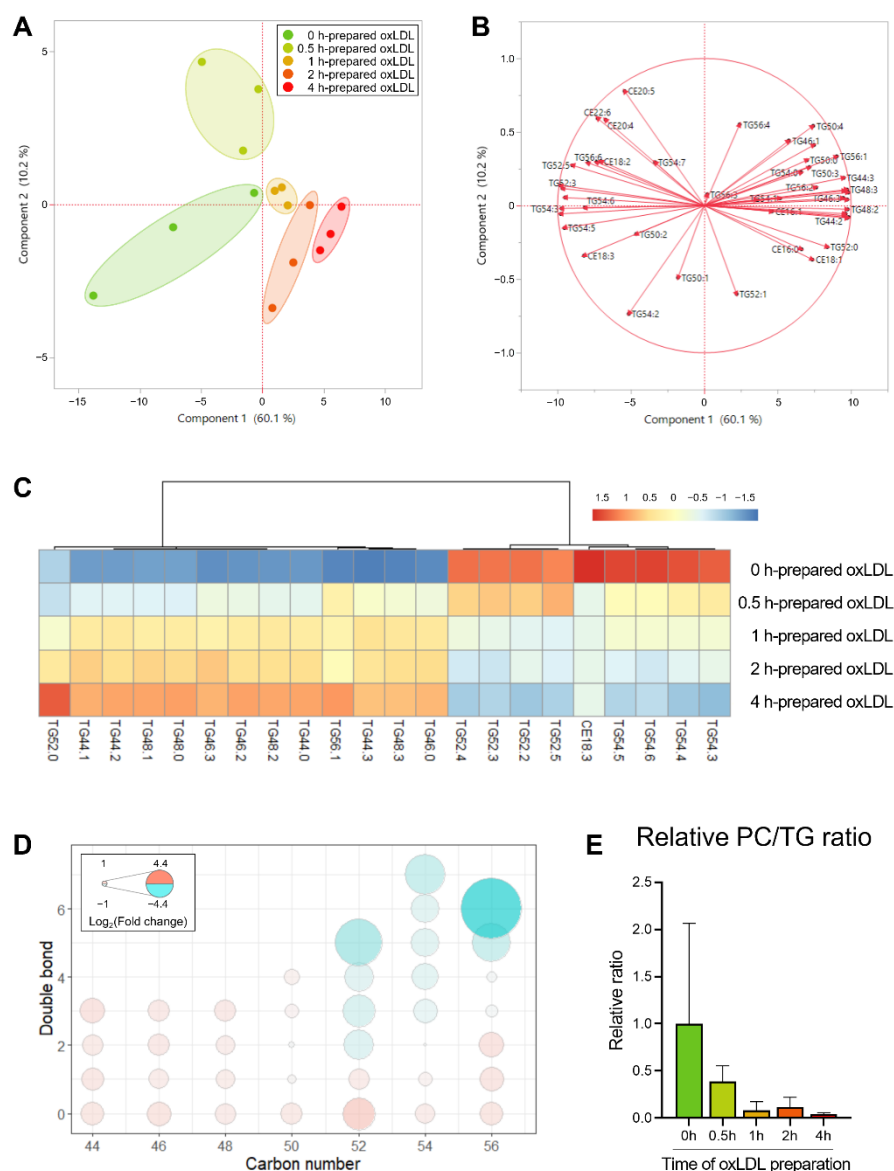 A
0 h-prepared oxLDL
0.5 h-prepared oxLDL
1 h-prepared oxLDL
2 h-prepared oxLDL
4 h-prepared oxLDL
5
0
−5
−15
−10
−5
0
5
10
Component 2 (10.2 %)
Component 1 (60.1 %)
B
1.0
0.5
0
−0.5
−1.0
−10
−5
0
5
10
Component 2 (10.2 %)
Component 1 (60.1 %)
CE20:5
CE22:6
CE20:4
TG56:4
TG50:4
TG46:1
TG56:6
CE18:2
TG54:7
TG50:0
TG56:1
TG52:5
TG54:0
TG50:3
TG44:3
TG52:3
TG56:2
TG48:3
TG56:3
TG54:1
TG46:3
TG54:6
TG54:3
CE16:1
TG48:2
TG44:2
TG54:5
TG50:2
CE18:3
CE16:0
TG52:0
CE18:1
TG50:1
TG52:1
TG54:2
C
1.5
1
0.5
0
−0.5
−1
−1.5
0 h-prepared oxLDL
0.5 h-prepared oxLDL
1 h-prepared oxLDL
2 h-prepared oxLDL
4 h-prepared oxLDL
TG52.0
TG44.1
TG44.2
TG48.1
TG48.0
TG46.3
TG46.2
TG48.2
TG44.0
TG56.1
TG44.3
TG48.3
TG46.0
TG52.4
TG52.3
TG52.2
TG52.5
CE18.3
TG54.5
TG54.6
TG54.4
TG54.3
D
1
4.4
−1
−4.4
Log₂(Fold change)
6
4
2
0
Double bond
44
46
48
50
52
54
56
Carbon number
E
Relative PC/TG ratio
2.5
2.0
1.5
1.0
0.5
0.0
Relative ratio
0h
0.5h
1h
2h
4h
Time of oxLDL preparation